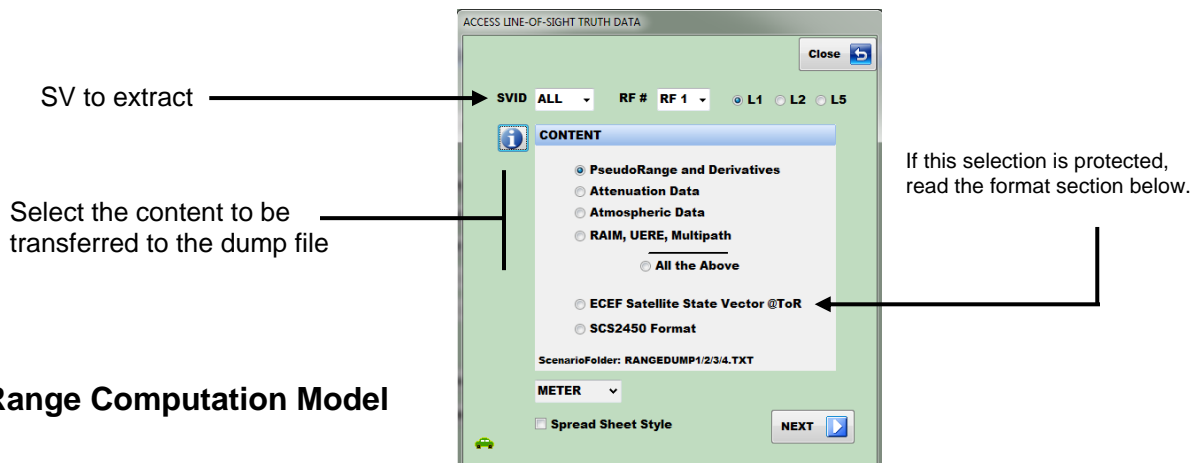 ACCESS LINE-OF-SIGHT TRUTH DATA
Close
SV to extract
SVID ALL RF # RF 1 L1 L2 L5
CONTENT
PseudoRange and Derivatives
Attenuation Data
Atmospheric Data
RAIM, UERE, Multipath
All the Above
ECEF Satellite State Vector @ToR
SCS2450 Format
ScenarioFolder: RANGEDUMP1/2/3/4.TXT
If this selection is protected,
read the format section below.
Select the content to be
transferred to the dump file
Range Computation Model
METER
Spread Sheet Style
NEXT